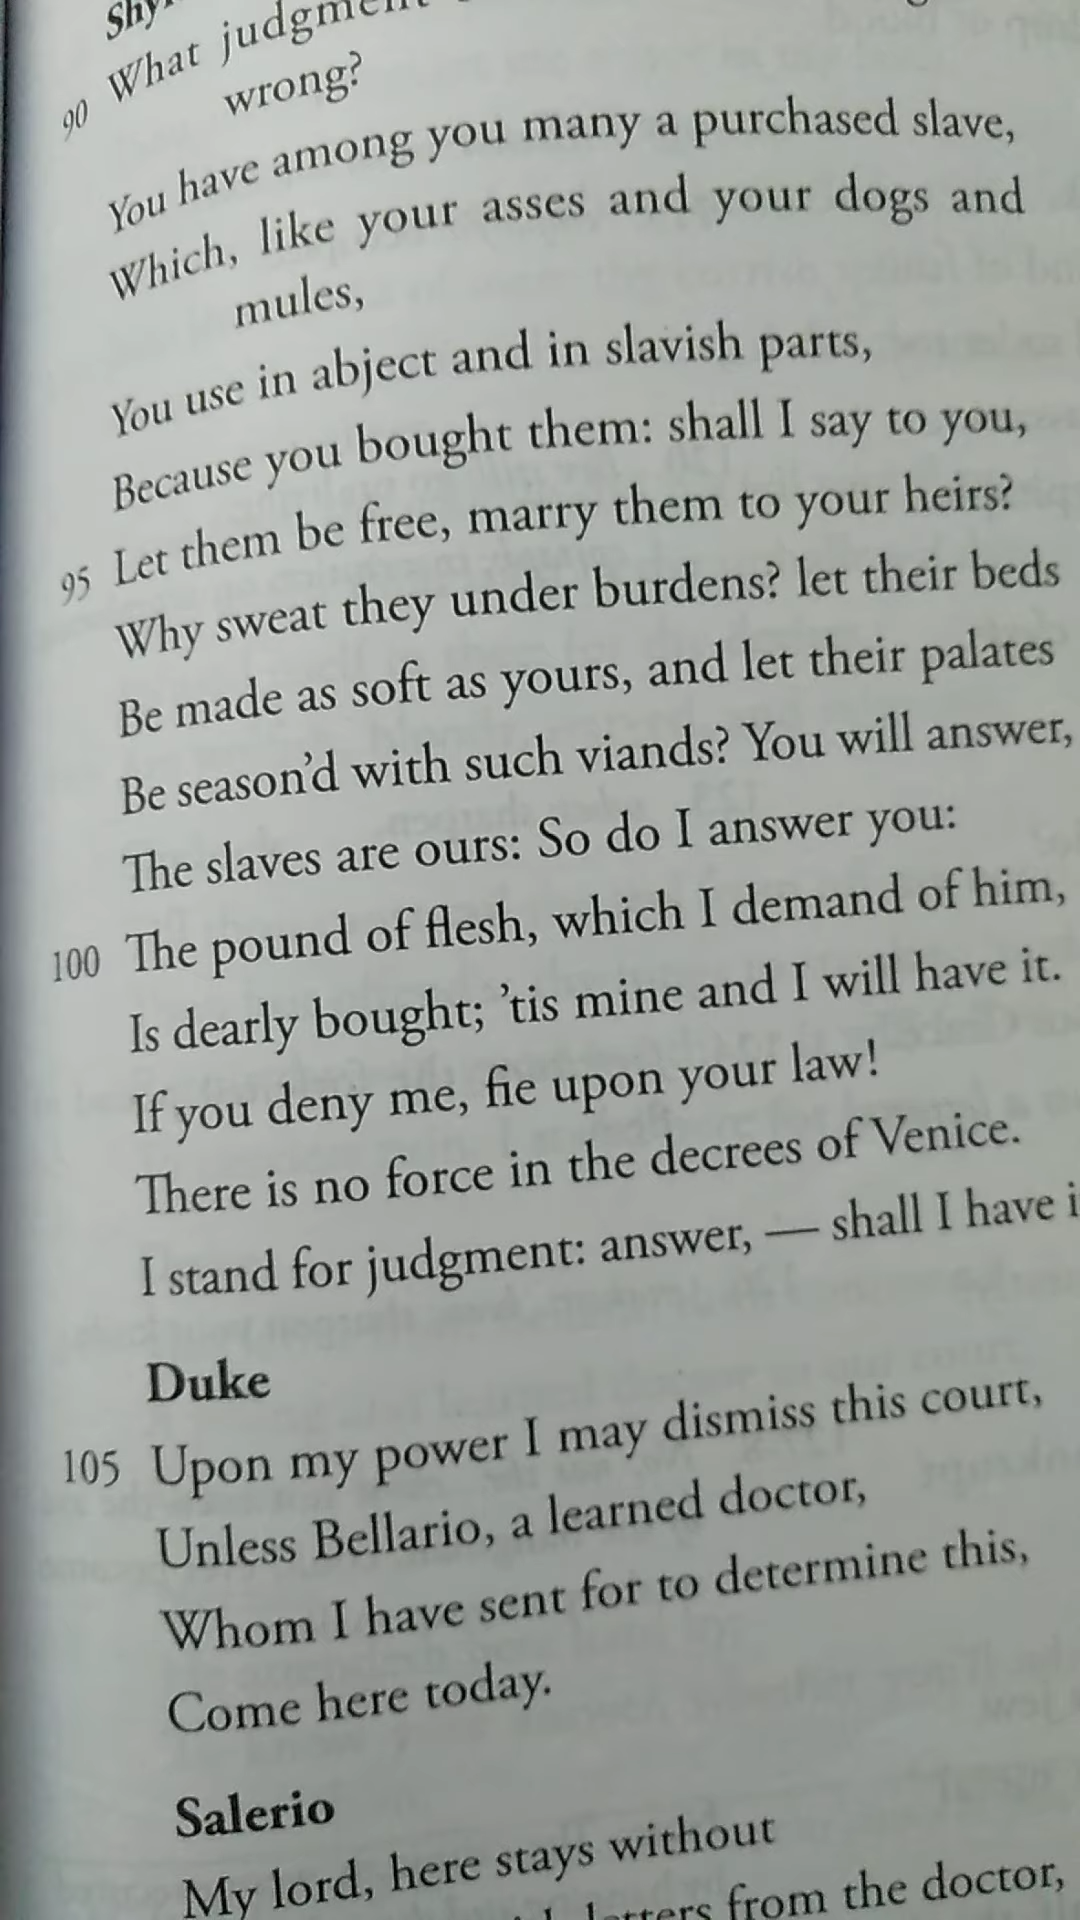 What judgment
wrong?
90
You have among you many a purchased slave,
Which, like your asses and your dogs and
mules,
You use in abject and in slavish parts,
Because you bought them: shall I say to you,
95 Let them be free, marry them to your heirs?
Why sweat they under burdens? let their beds
Be made as soft as yours, and let their palates
Be season’d with such viands? You will answer,
The slaves are ours: So do I answer you:
100 The pound of flesh, which I demand of him,
Is dearly bought; ’tis mine and I will have it.
If you deny me, fie upon your law!
There is no force in the decrees of Venice.
I stand for judgment: answer, — shall I have
Duke
105 Upon my power I may dismiss this court,
Unless Bellario, a learned doctor,
Whom I have sent for to determine this,
Come here today.
Salerio
My lord, here stays without
letters from the doctor,